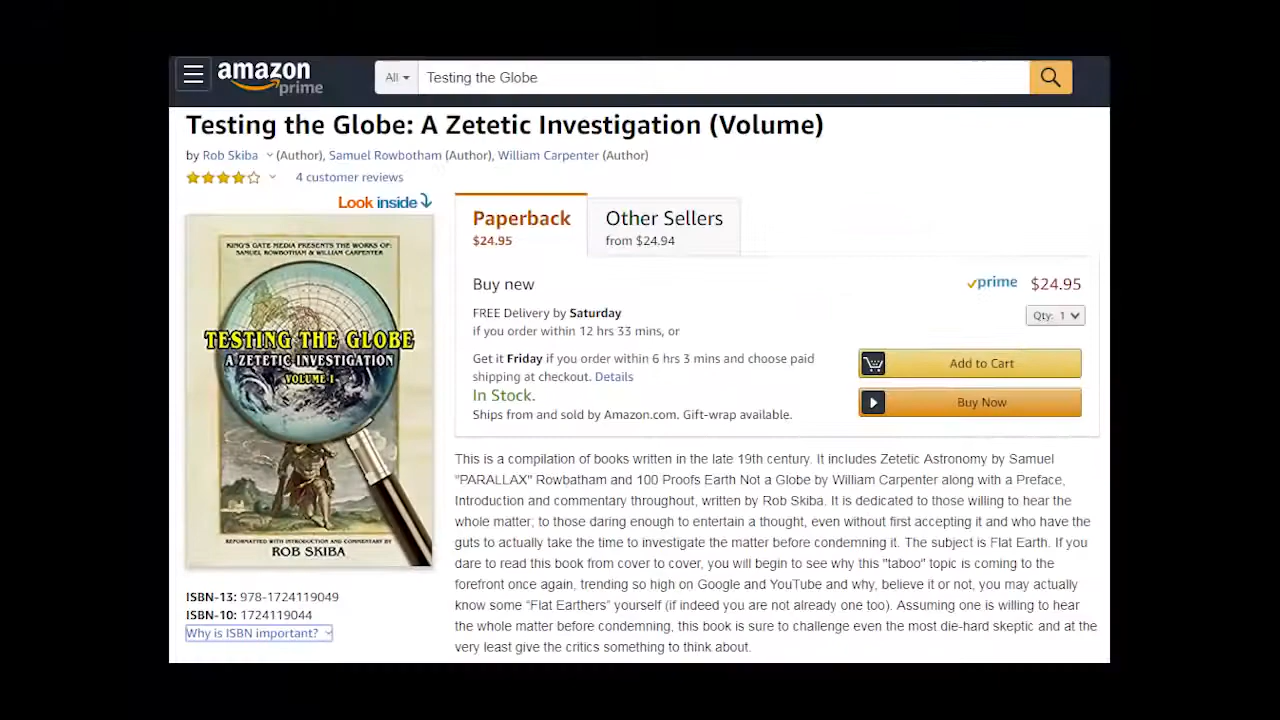 amazon
prime
All
Testing the Globe
Testing the Globe: A Zetetic Investigation (Volume)
by Rob Skiba (Author), Samuel Rowbotham (Author), William Carpenter (Author)
4 customer reviews
Look inside
KING'S GATE MEDIA PRESENTS THE WORKS OF:
SAMUEL ROWBOTHAM & WILLIAM CARPENTER
TESTING THE GLOBE
A ZETETIC INVESTIGATION
VOLUME I
REFORMATTED WITH INTRODUCTION AND COMMENTARY BY
ROB SKIBA
ISBN-13: 978-1724119049
ISBN-10: 1724119044
Why is ISBN important?
Paperback
$24.95
Other Sellers
from $24.94
Buy new
prime $24.95
FREE Delivery by Saturday
if you order within 12 hrs 33 mins, or
Qty: 1
Get it Friday if you order within 6 hrs 3 mins and choose paid
shipping at checkout. Details
In Stock.
Ships from and sold by Amazon.com. Gift-wrap available.
Add to Cart
Buy Now
This is a compilation of books written in the late 19th century. It includes Zetetic Astronomy by Samuel
"PARALLAX" Rowbatham and 100 Proofs Earth Not a Globe by William Carpenter along with a Preface,
Introduction and commentary throughout, written by Rob Skiba. It is dedicated to those willing to hear the
whole matter; to those daring enough to entertain a thought, even without first accepting it and who have the
guts to actually take the time to investigate the matter before condemning it. The subject is Flat Earth. If you
dare to read this book from cover to cover, you will begin to see why this "taboo" topic is coming to the
forefront once again, trending so high on Google and YouTube and why, believe it or not, you may actually
know some “Flat Earthers” yourself (if indeed you are not already one too). Assuming one is willing to hear
the whole matter before condemning, this book is sure to challenge even the most die-hard skeptic and at the
very least give the critics something to think about.